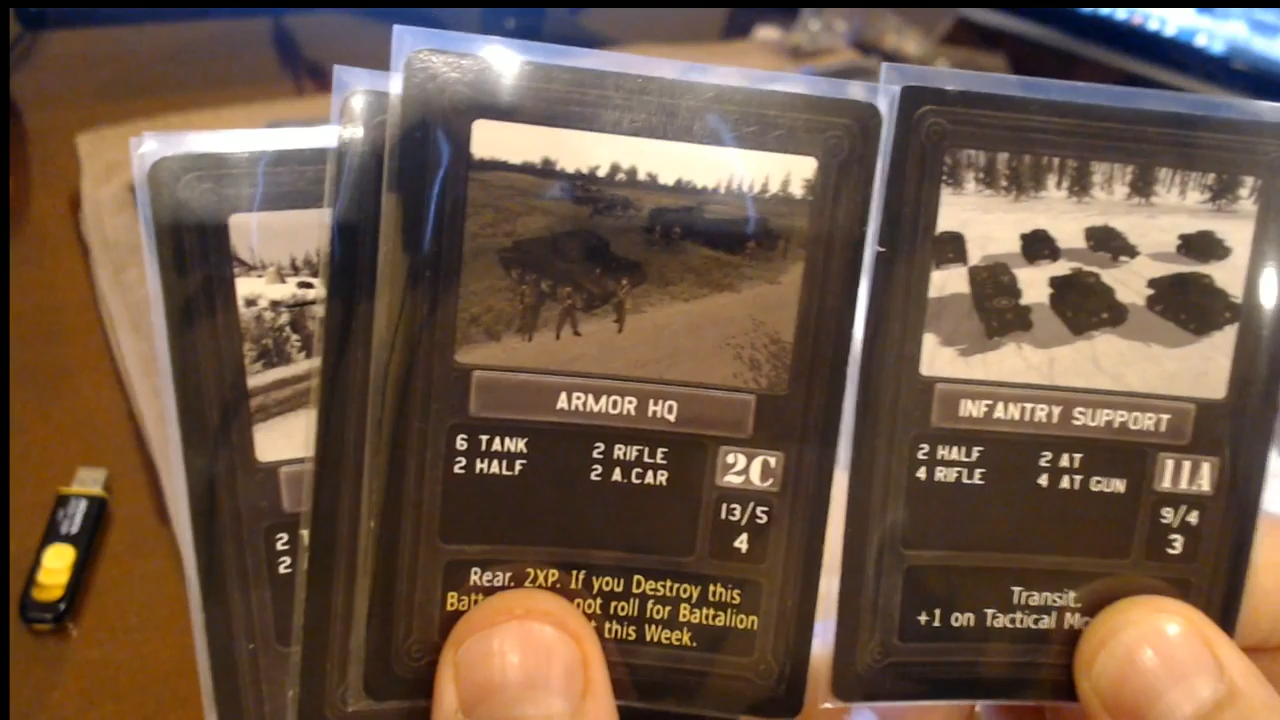 ARMOR HQ
6 TANK 2 RIFLE
2 HALF 2 A.CAR
2C
13/5
4
Rear. 2XP. If you Destroy this
not roll for Battalion
this Week.
INFANTRY SUPPORT
2 HALF 2 AT
4 RIFLE 4 AT GUN
11A
9/4
3
Transit.
+1 on Tactical
2
2